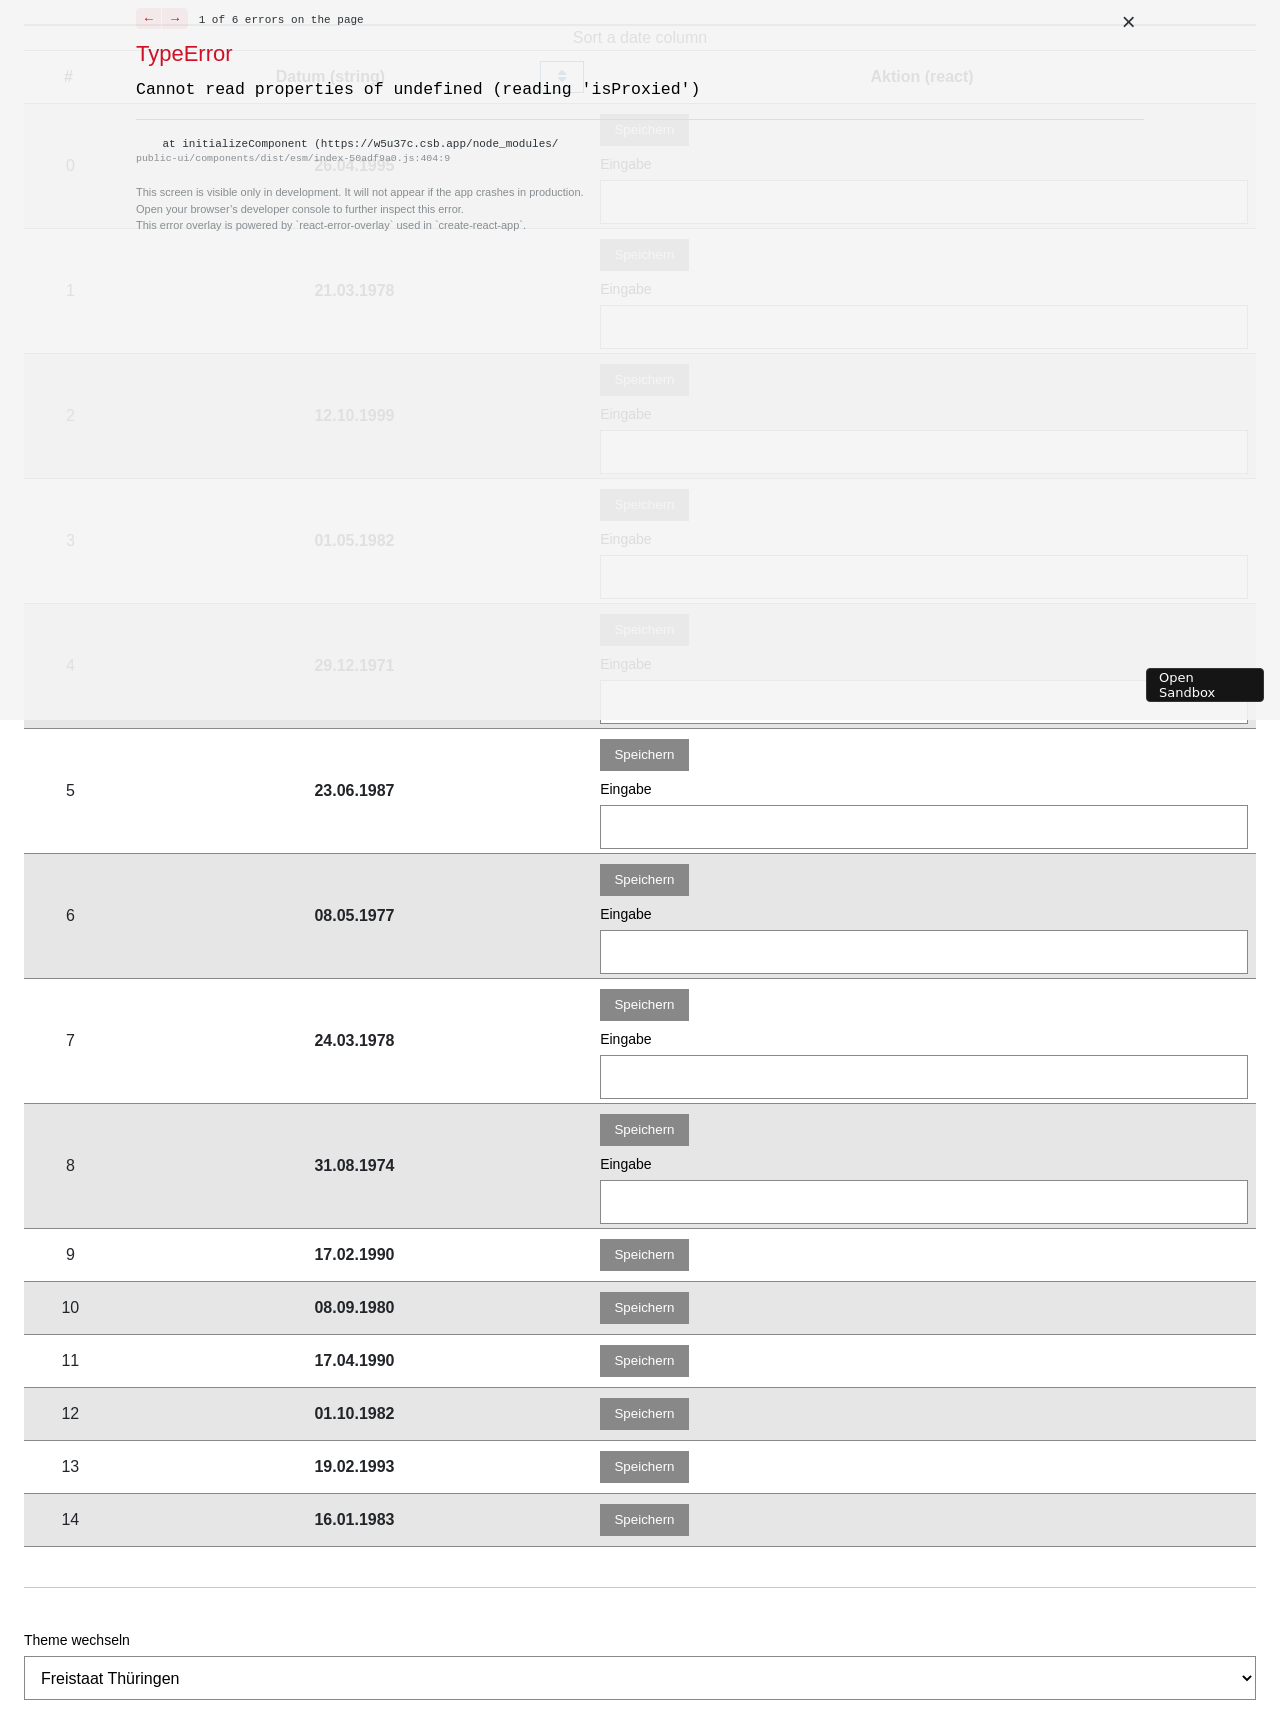 ← → 1 of 6 errors on the page ×
Sort a date column
TypeError
# Datum (string) Aktion (react)
Cannot read properties of undefined (reading 'isProxied')
Speichern
at initializeComponent (https://w5u37c.csb.app/node_modules/
public-ui/components/dist/esm/index-50adf9a0.js:404:9
0 26.04.1995 Eingabe
This screen is visible only in development. It will not appear if the app crashes in production.
Open your browser's developer console to further inspect this error.
This error overlay is powered by `react-error-overlay` used in `create-react-app`.
Speichern
1 21.03.1978 Eingabe
Speichern
2 12.10.1999 Eingabe
Speichern
3 01.05.1982 Eingabe
Speichern
4 29.12.1971 Eingabe
Open
Sandbox
Speichern
5 23.06.1987 Eingabe
Speichern
6 08.05.1977 Eingabe
Speichern
7 24.03.1978 Eingabe
Speichern
8 31.08.1974 Eingabe
9 17.02.1990 Speichern
10 08.09.1980 Speichern
11 17.04.1990 Speichern
12 01.10.1982 Speichern
13 19.02.1993 Speichern
14 16.01.1983 Speichern
Theme wechseln
Freistaat Thüringen